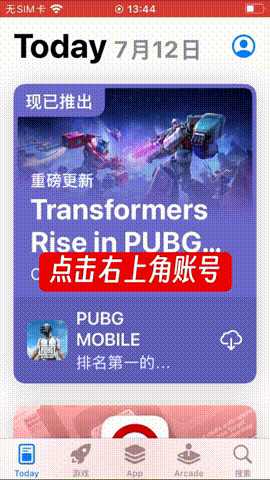 无SIM卡 13:44
Today 7月12日
现已推出
重磅更新
Transformers
Rise in PUBG...
点击右上角账号
PUBG
MOBILE
排名第一的...
Today 游戏 App Arcade 搜索